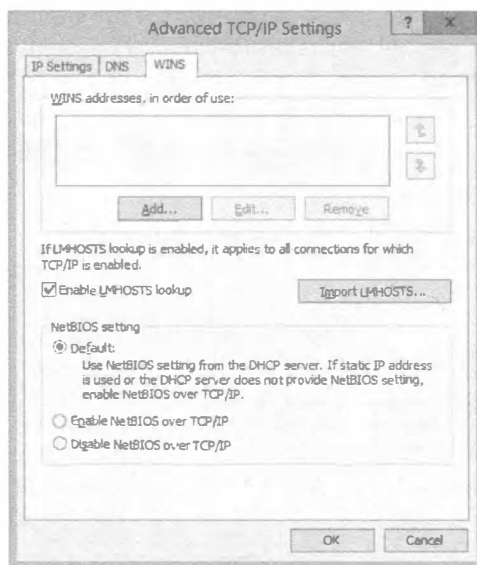 Advanced TCP/IP Settings
? ×
IP Settings DNS WINS
WINS addresses, in order of use:
Add... Edit... Remove
If LMHOSTS lookup is enabled, it applies to all connections for which
TCP/IP is enabled.
Enable LMHOSTS lookup
Import LMHOSTS...
NetBIOS setting
Default:
Use NetBIOS setting from the DHCP server. If static IP address
is used or the DHCP server does not provide NetBIOS setting,
enable NetBIOS over TCP/IP.
Enable NetBIOS over TCP/IP
Disable NetBIOS over TCP/IP
OK Cancel